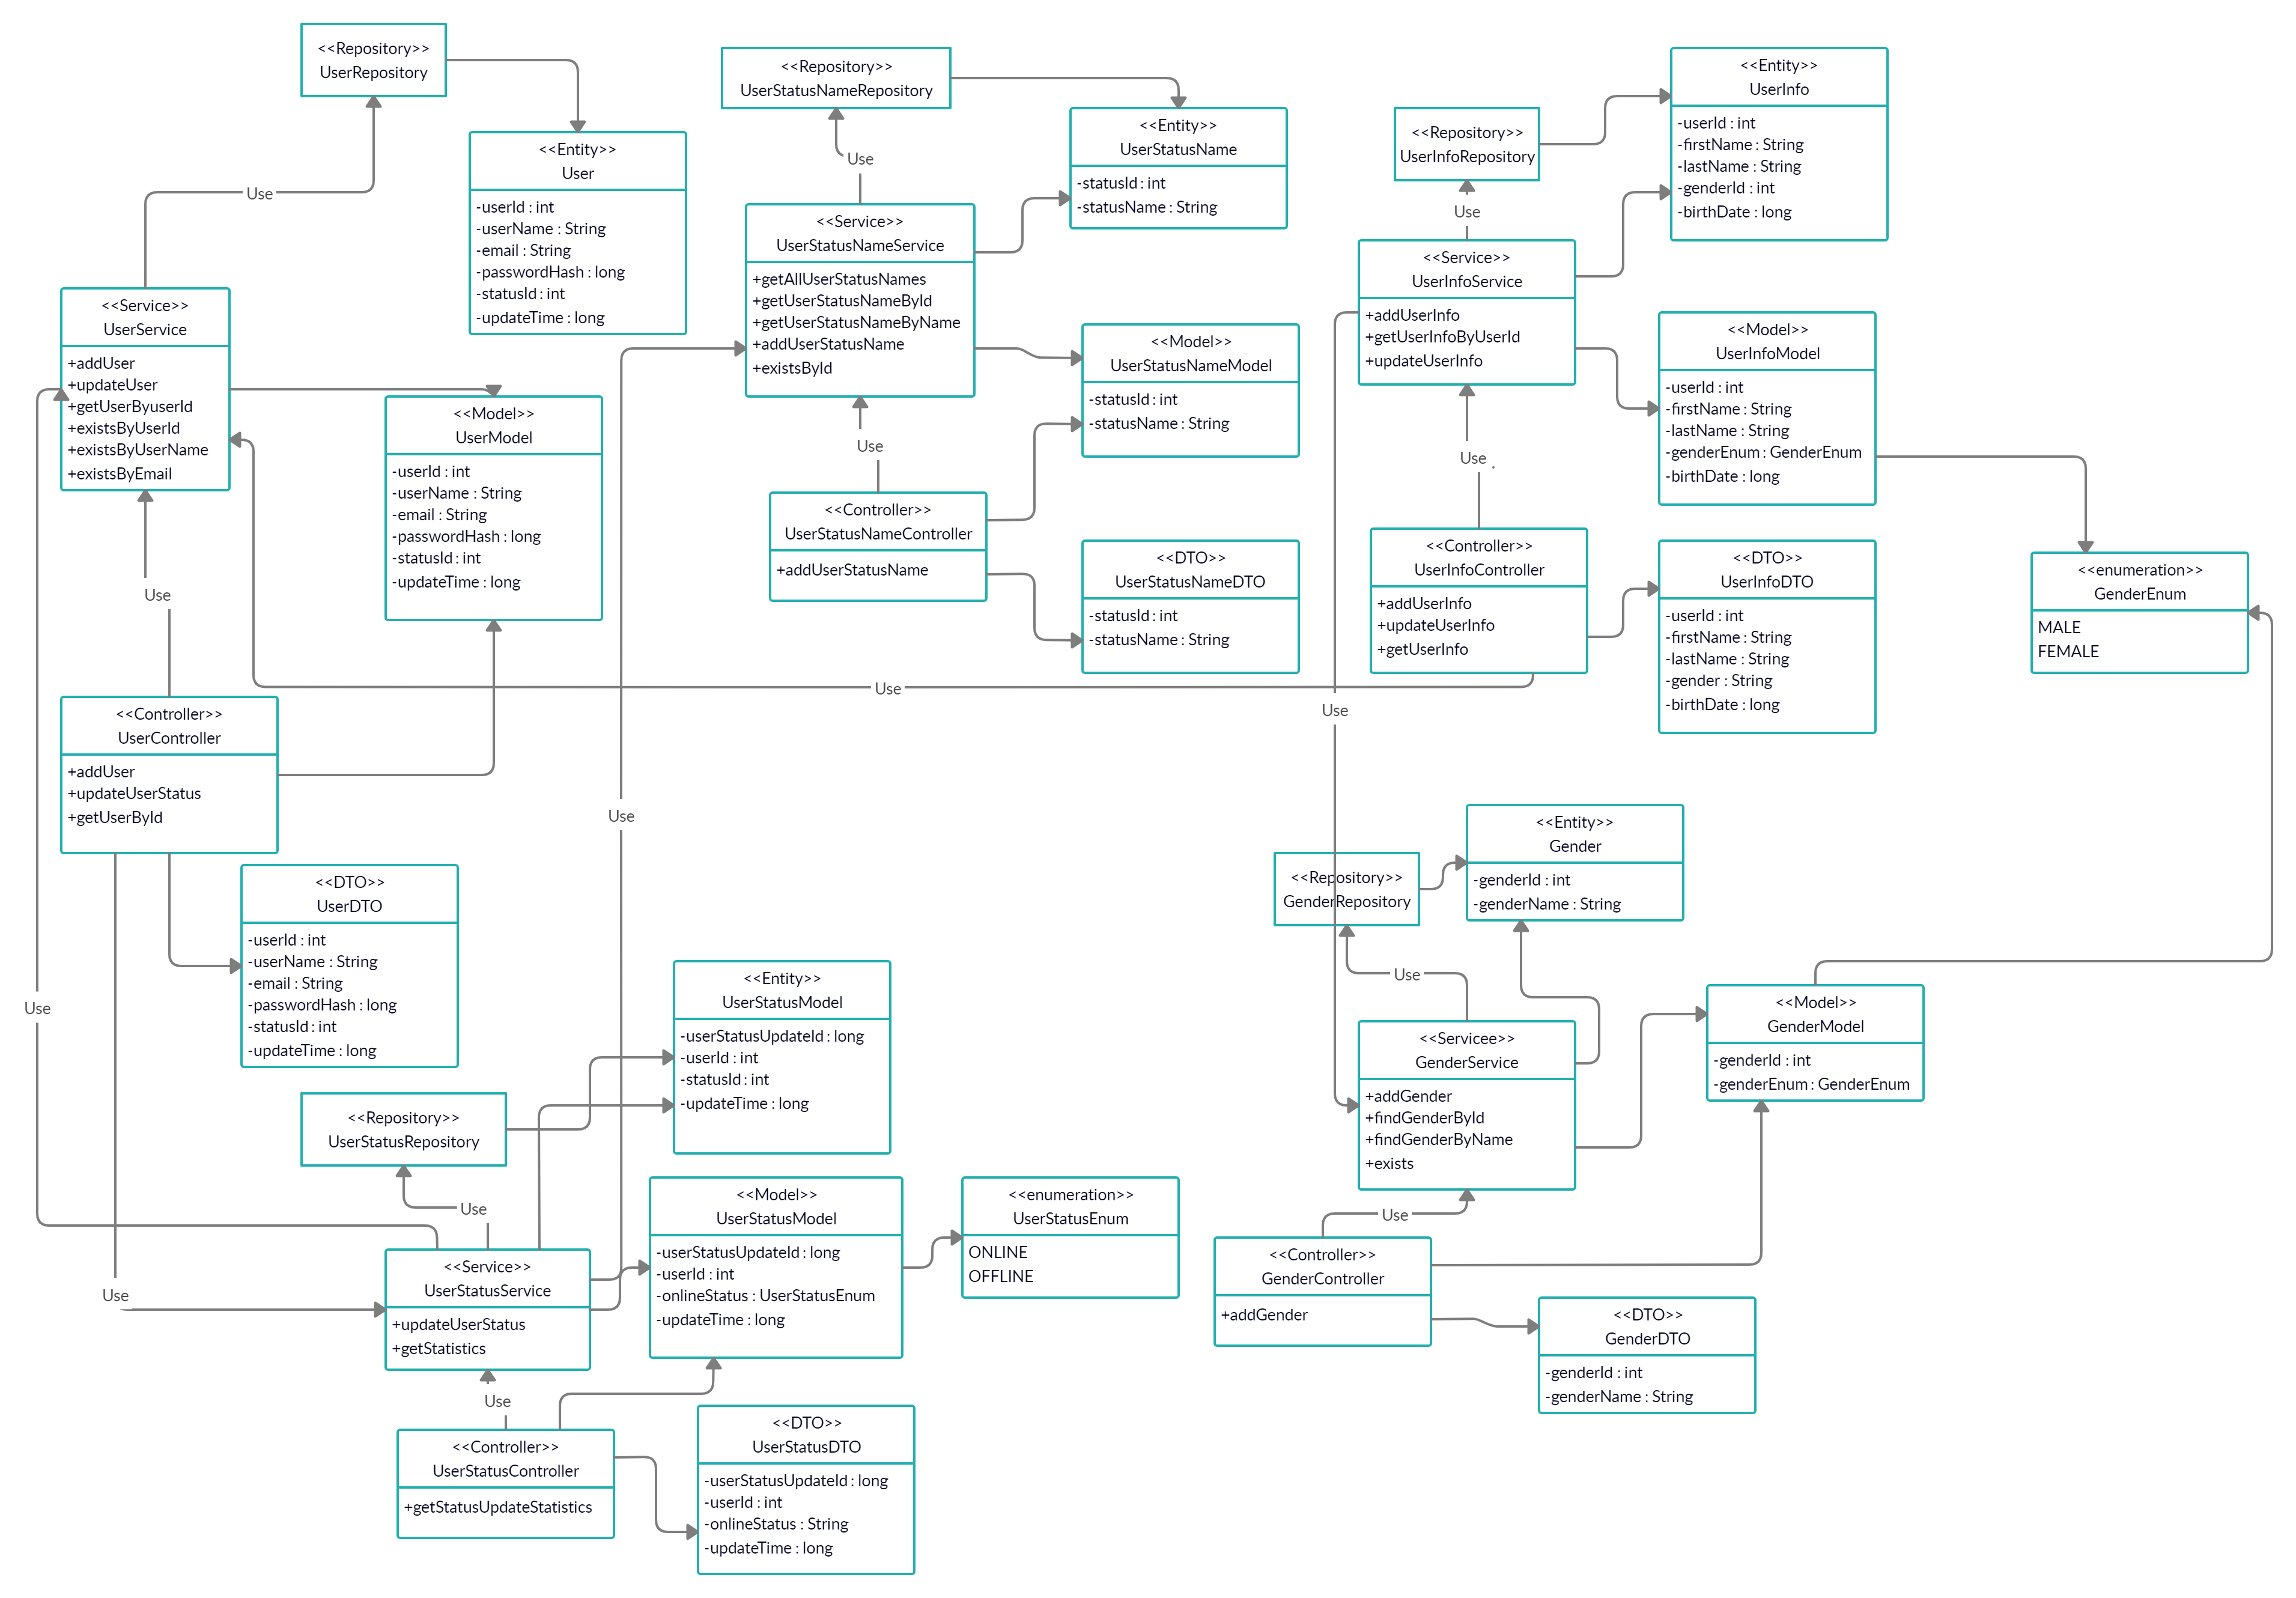 <<Repository>>
UserRepository
Use
<<Entity>>
User
-userId : int
-userName : String
-email : String
-passwordHash : long
-statusId : int
-updateTime : long
<<Service>>
UserService
+addUser
+updateUser
+getUserByuserId
+existsByUserId
+existsByUserName
+existsByEmail
<<Model>>
UserModel
-userId : int
-userName : String
-email : String
-passwordHash : long
-statusId : int
-updateTime : long
Use
<<Controller>>
UserController
+addUser
+updateUserStatus
+getUserById
<<DTO>>
UserDTO
-userId : int
-userName : String
-email : String
-passwordHash : long
-statusId : int
-updateTime : long
Use
Use
<<Repository>>
UserStatusNameRepository
Use
<<Entity>>
UserStatusName
-statusId : int
-statusName : String
<<Service>>
UserStatusNameService
+getAllUserStatusNames
+getUserStatusNameById
+getUserStatusNameByName
+addUserStatusName
+existsById
<<Model>>
UserStatusNameModel
-statusId : int
-statusName : String
Use
<<Controller>>
UserStatusNameController
+addUserStatusName
<<DTO>>
UserStatusNameDTO
-statusId : int
-statusName : String
Use
Use
<<Repository>>
UserInfoRepository
Use
<<Entity>>
UserInfo
-userId : int
-firstName : String
-lastName : String
-genderId : int
-birthDate : long
<<Service>>
UserInfoService
+addUserInfo
+getUserInfoByUserId
+updateUserInfo
<<Model>>
UserInfoModel
-userId : int
-firstName : String
-lastName : String
-genderEnum : GenderEnum
-birthDate : long
Use .
<<Controller>>
UserInfoController
+addUserInfo
+updateUserInfo
+getUserInfo
<<DTO>>
UserInfoDTO
-userId : int
-firstName : String
-lastName : String
-gender : String
-birthDate : long
<<enumeration>>
GenderEnum
MALE
FEMALE
Use
<<Repository>>
GenderRepository
<<Entity>>
Gender
-genderId : int
-genderName : String
Use
<<Servicee>>
GenderService
+addGender
+findGenderById
+findGenderByName
+exists
<<Model>>
GenderModel
-genderId : int
-genderEnum : GenderEnum
Use
<<Controller>>
GenderController
+addGender
<<DTO>>
GenderDTO
-genderId : int
-genderName : String
<<Entity>>
UserStatusModel
-userStatusUpdateId : long
-userId : int
-statusId : int
-updateTime : long
<<Repository>>
UserStatusRepository
Use
<<Service>>
UserStatusService
+updateUserStatus
+getStatistics
<<Model>>
UserStatusModel
-userStatusUpdateId : long
-userId : int
-onlineStatus : UserStatusEnum
-updateTime : long
<<enumeration>>
UserStatusEnum
ONLINE
OFFLINE
Use
<<Controller>>
UserStatusController
+getStatusUpdateStatistics
<<DTO>>
UserStatusDTO
-userStatusUpdateId : long
-userId : int
-onlineStatus : String
-updateTime : long